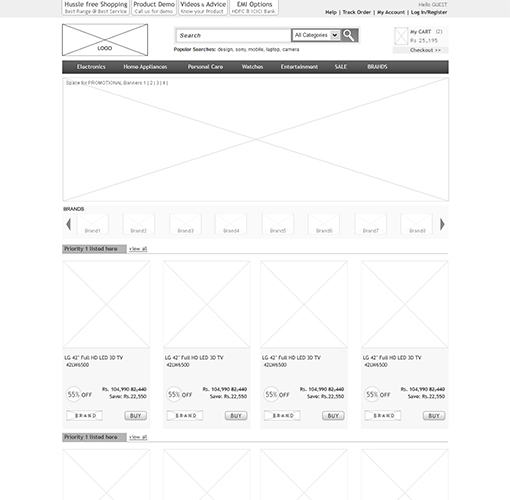 Hussle free Shopping
Best Range & Best Service
Product Demo
Call us for demo
Videos & Advice
Know your Product
EMI Options
HDFC & ICICI Bank
Hello GUEST
Help | Track Order | My Account | Log In/Register
LOGO
Search
All Categories
Popular Searches: design, sony, mobile, laptop, camera
My CART (2)
Rs 25,195
Checkout >>
Electronics Home Appliances Personal Care Watches Entertainment SALE BRANDS
Space for PROMOTIONAL Banners 1 | 2 | 3 | 4 |
BRANDS
Brand1 Brand2 Brand3 Brand4 Brand5 Brand6 Brand7 Brand8
Priority 1 listed here view all
LG 42" Full HD LED 3D TV
42LW6500
55% OFF
Rs. 104,990 82,440
Save: Rs.22,550
BRAND
BUY
LG 42" Full HD LED 3D TV
42LW6500
55% OFF
Rs. 104,990 82,440
Save: Rs.22,550
BRAND
BUY
LG 42" Full HD LED 3D TV
42LW6500
55% OFF
Rs. 104,990 82,440
Save: Rs.22,550
BRAND
BUY
LG 42" Full HD LED 3D TV
42LW6500
55% OFF
Rs. 104,990 82,440
Save: Rs.22,550
BRAND
BUY
Priority 1 listed here view all